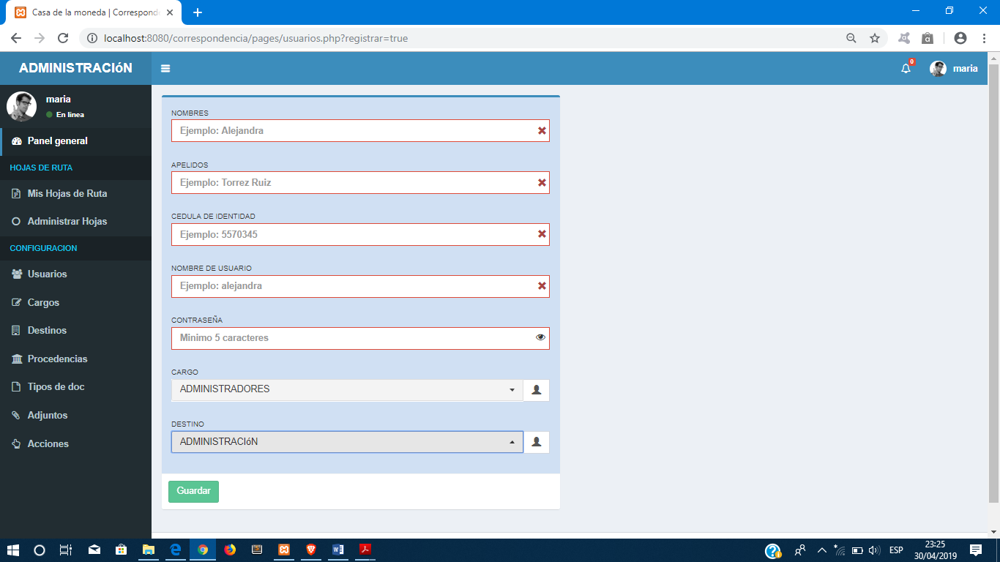 Casa de la moneda | Correspond
localhost:8080/correspondencia/pages/usuarios.php?registrar=true
ADMINISTRACIóN
0
maria
maria
En linea
Panel general
HOJAS DE RUTA
Mis Hojas de Ruta
Administrar Hojas
CONFIGURACION
Usuarios
Cargos
Destinos
Procedencias
Tipos de doc
Adjuntos
Acciones
NOMBRES
Ejemplo: Alejandra
APELIDOS
Ejemplo: Torrez Ruiz
CEDULA DE IDENTIDAD
Ejemplo: 5570345
NOMBRE DE USUARIO
Ejemplo: alejandra
CONTRASEÑA
Minimo 5 caracteres
CARGO
ADMINISTRADORES
DESTINO
ADMINISTRACIóN
Guardar
ESP
23:25
30/04/2019